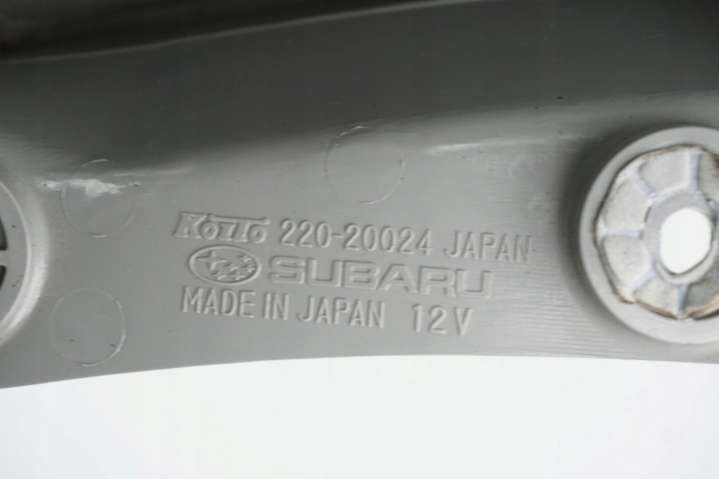 KOITO 220-20024 JAPAN
SUBARU
MADE IN JAPAN 12V